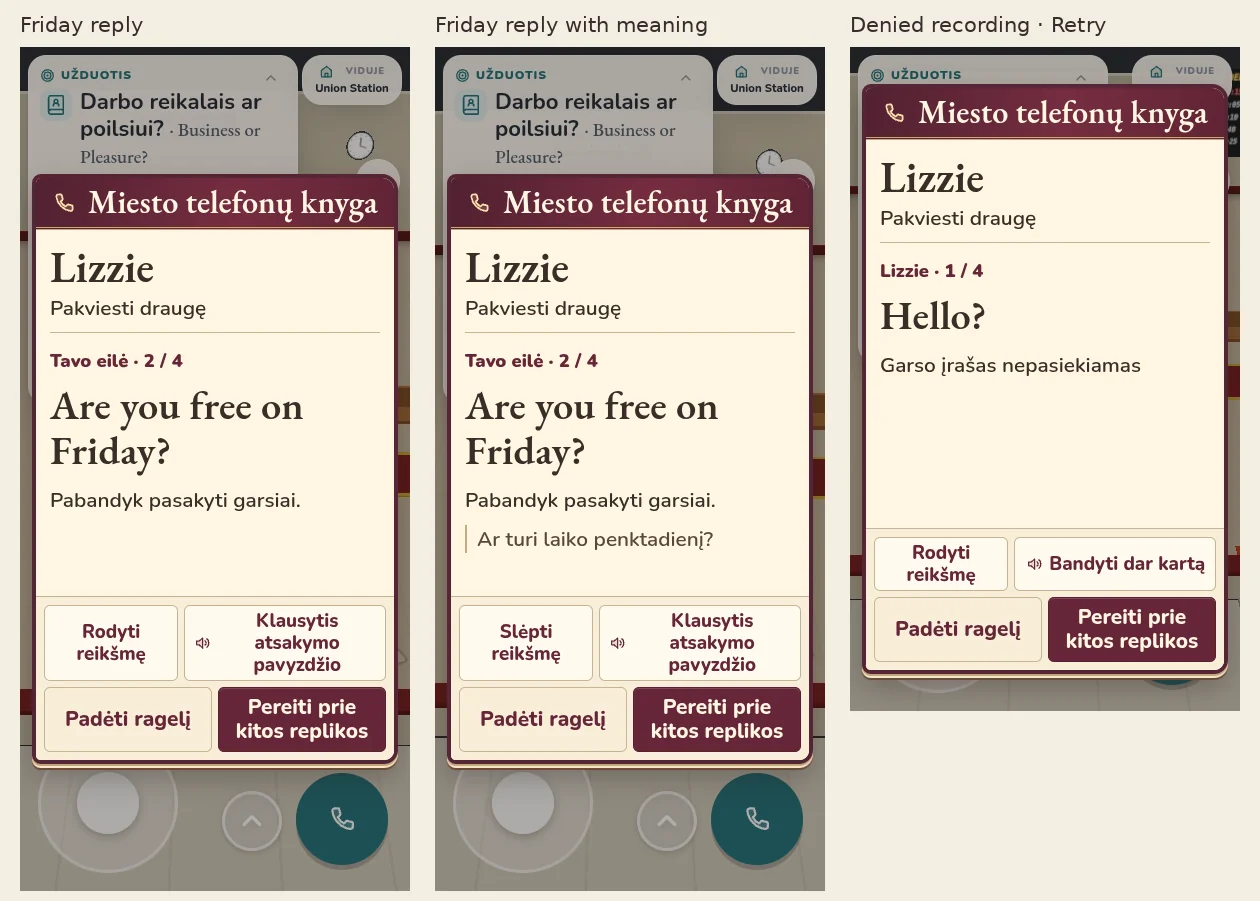 Friday reply
UŽDUOTIS
Darbo reikalais ar
poilsiui? · Business or
Pleasure?
VIDUJE
Union Station
Miesto telefonų knyga
Lizzie
Pakviesti draugę
Tavo eilė · 2 / 4
Are you free on
Friday?
Pabandyk pasakyti garsiai.
Rodyti
reikšmę
Klausytis
atsakymo
pavyzdžio
Padėti ragelį
Pereiti prie
kitos replikos
Friday reply with meaning
UŽDUOTIS
Darbo reikalais ar
poilsiui? · Business or
Pleasure?
VIDUJE
Union Station
Miesto telefonų knyga
Lizzie
Pakviesti draugę
Tavo eilė · 2 / 4
Are you free on
Friday?
Pabandyk pasakyti garsiai.
Ar turi laiko penktadienį?
Slėpti
reikšmę
Klausytis
atsakymo
pavyzdžio
Padėti ragelį
Pereiti prie
kitos replikos
Denied recording · Retry
UŽDUOTIS
VIDUJE
Miesto telefonų knyga
Lizzie
Pakviesti draugę
Lizzie · 1 / 4
Hello?
Garso įrašas nepasiekiamas
Rodyti
reikšmę
Bandyti dar kartą
Padėti ragelį
Pereiti prie
kitos replikos